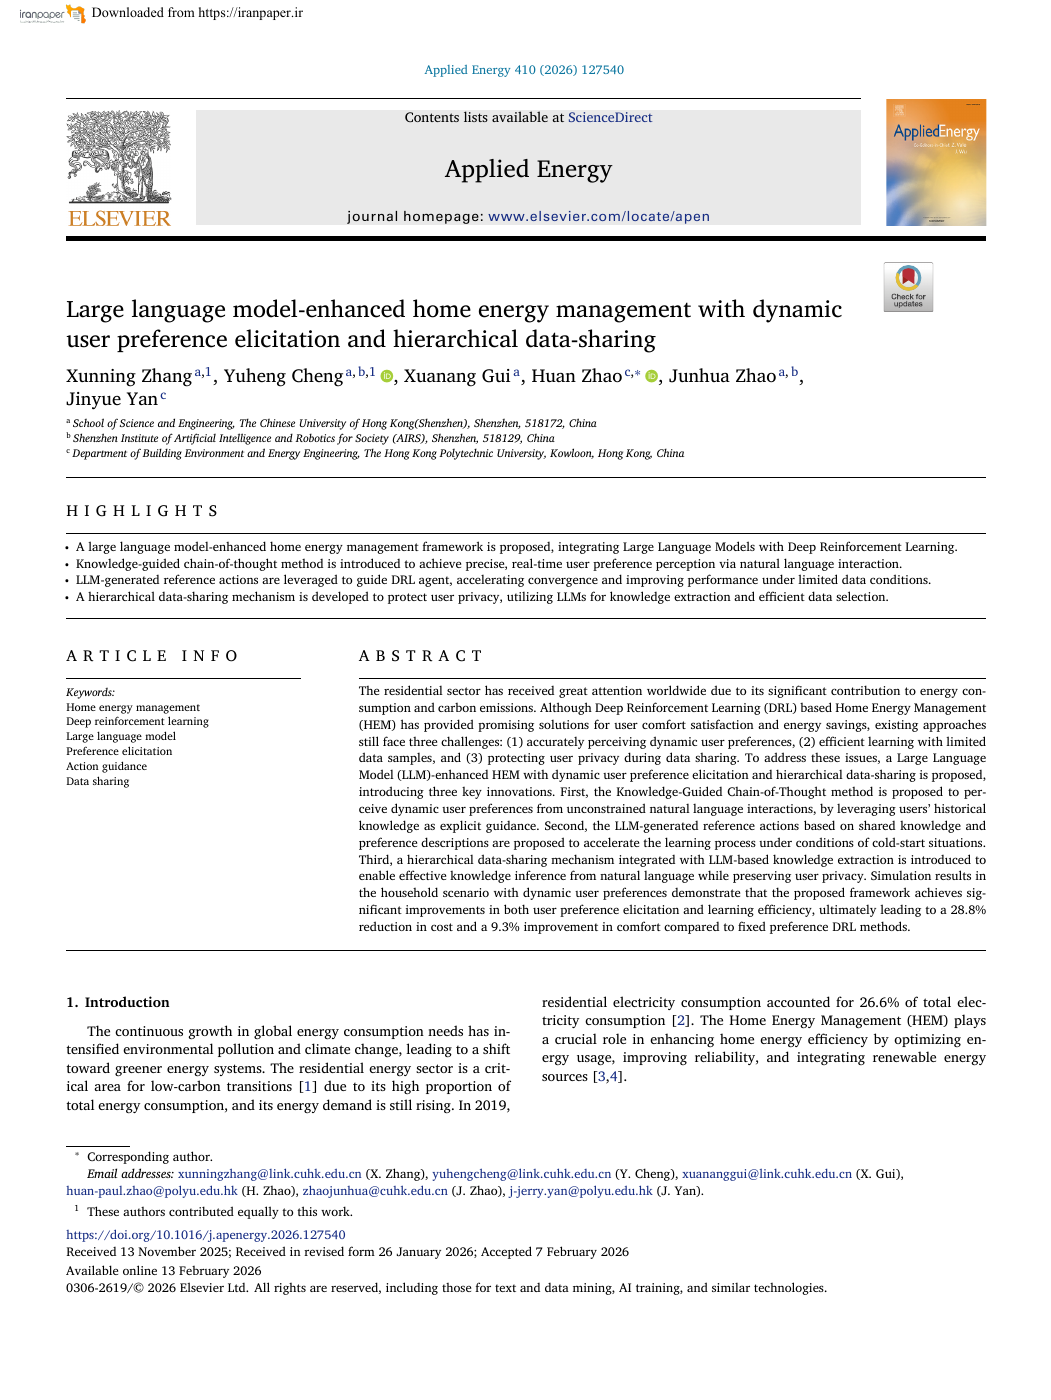 iranpaper
Downloaded from https://iranpaper.ir
Applied Energy 410 (2026) 127540
Contents lists available at ScienceDirect
Applied Energy
journal homepage: www.elsevier.com/locate/apen
ELSEVIER
AppliedEnergy
Check for
updates
Large language model-enhanced home energy management with dynamic
user preference elicitation and hierarchical data-sharing
Xunning Zhang a,1, Yuheng Cheng a, b,1, Xuanang Gui a, Huan Zhao c,*, Junhua Zhao a, b,
Jinyue Yan c
a School of Science and Engineering, The Chinese University of Hong Kong(Shenzhen), Shenzhen, 518172, China
b Shenzhen Institute of Artificial Intelligence and Robotics for Society (AIRS), Shenzhen, 518129, China
c Department of Building Environment and Energy Engineering, The Hong Kong Polytechnic University, Kowloon, Hong Kong, China
HIGHLIGHTS
• A large language model-enhanced home energy management framework is proposed, integrating Large Language Models with Deep Reinforcement Learning.
• Knowledge-guided chain-of-thought method is introduced to achieve precise, real-time user preference perception via natural language interaction.
• LLM-generated reference actions are leveraged to guide DRL agent, accelerating convergence and improving performance under limited data conditions.
• A hierarchical data-sharing mechanism is developed to protect user privacy, utilizing LLMs for knowledge extraction and efficient data selection.
ARTICLE INFO
Keywords:
Home energy management
Deep reinforcement learning
Large language model
Preference elicitation
Action guidance
Data sharing
ABSTRACT
The residential sector has received great attention worldwide due to its significant contribution to energy con-
sumption and carbon emissions. Although Deep Reinforcement Learning (DRL) based Home Energy Management
(HEM) has provided promising solutions for user comfort satisfaction and energy savings, existing approaches
still face three challenges: (1) accurately perceiving dynamic user preferences, (2) efficient learning with limited
data samples, and (3) protecting user privacy during data sharing. To address these issues, a Large Language
Model (LLM)-enhanced HEM with dynamic user preference elicitation and hierarchical data-sharing is proposed,
introducing three key innovations. First, the Knowledge-Guided Chain-of-Thought method is proposed to per-
ceive dynamic user preferences from unconstrained natural language interactions, by leveraging users' historical
knowledge as explicit guidance. Second, the LLM-generated reference actions based on shared knowledge and
preference descriptions are proposed to accelerate the learning process under conditions of cold-start situations.
Third, a hierarchical data-sharing mechanism integrated with LLM-based knowledge extraction is introduced to
enable effective knowledge inference from natural language while preserving user privacy. Simulation results in
the household scenario with dynamic user preferences demonstrate that the proposed framework achieves sig-
nificant improvements in both user preference elicitation and learning efficiency, ultimately leading to a 28.8%
reduction in cost and a 9.3% improvement in comfort compared to fixed preference DRL methods.
1. Introduction
The continuous growth in global energy consumption needs has in-
tensified environmental pollution and climate change, leading to a shift
toward greener energy systems. The residential energy sector is a crit-
ical area for low-carbon transitions [1] due to its high proportion of
total energy consumption, and its energy demand is still rising. In 2019,
residential electricity consumption accounted for 26.6% of total elec-
tricity consumption [2]. The Home Energy Management (HEM) plays
a crucial role in enhancing home energy efficiency by optimizing en-
ergy usage, improving reliability, and integrating renewable energy
sources [3,4].
* Corresponding author.
Email addresses: xunningzhang@link.cuhk.edu.cn (X. Zhang), yuhengcheng@link.cuhk.edu.cn (Y. Cheng), xuananggui@link.cuhk.edu.cn (X. Gui),
huan-paul.zhao@polyu.edu.hk (H. Zhao), zhaojunhua@cuhk.edu.cn (J. Zhao), j-jerry.yan@polyu.edu.hk (J. Yan).
1 These authors contributed equally to this work.
https://doi.org/10.1016/j.apenergy.2026.127540
Received 13 November 2025; Received in revised form 26 January 2026; Accepted 7 February 2026
Available online 13 February 2026
0306-2619/© 2026 Elsevier Ltd. All rights are reserved, including those for text and data mining, AI training, and similar technologies.